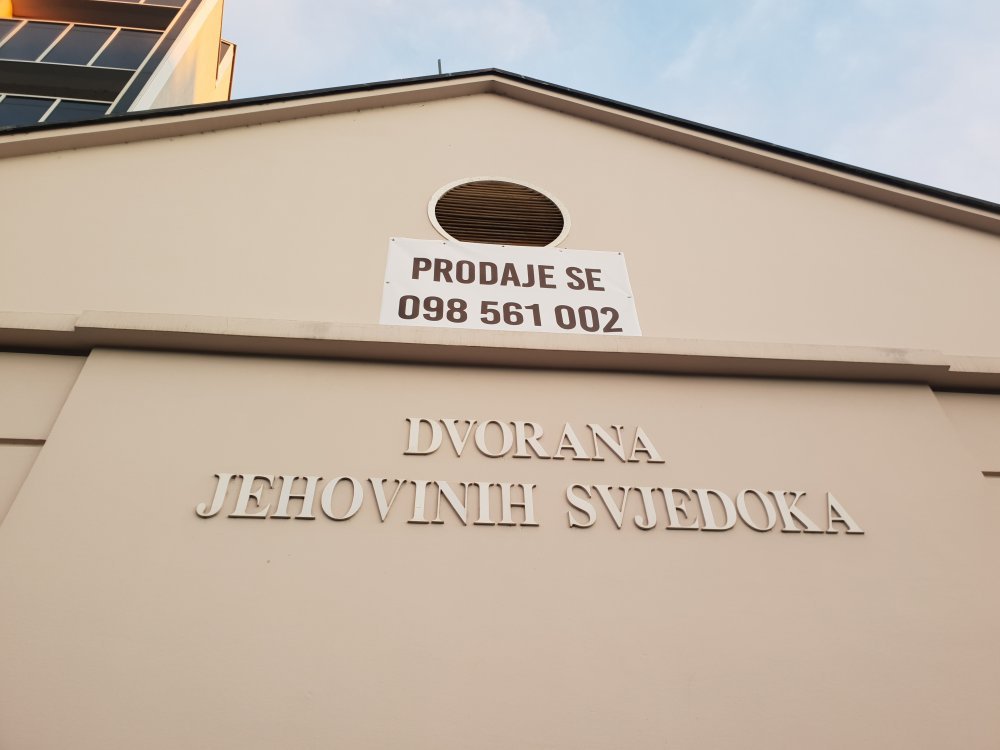 PRODAJE SE
098 561 002
DVORANA
JEHOVINIH SVJEDOKA